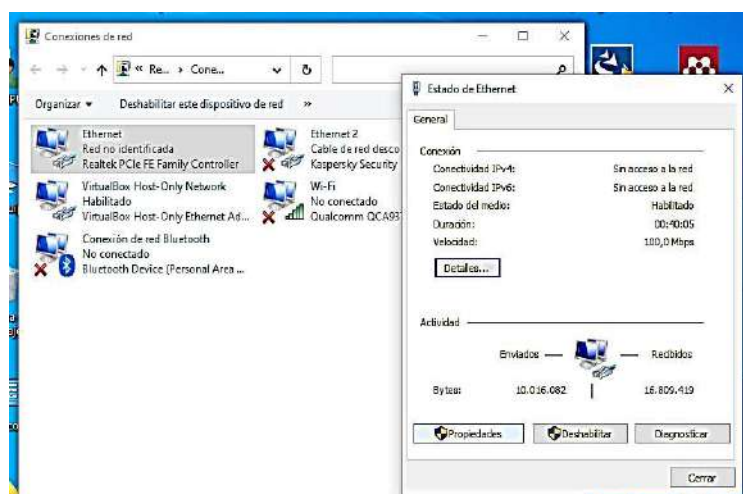 Conexiones de red
« Re... › Cone...
Organizar
Deshabilitar este dispositivo de red
»
Ethernet
Red no identificada
Realtek PCIe FE Family Controller
Ethernet 2
Cable de red desco
Kaspersky Security
VirtualBox Host-Only Network
Habilitado
VirtualBox Host-Only Ethernet Ad...
Wi-Fi
No conectado
Qualcomm QCA93
Conexión de red Bluetooth
No conectado
Bluetooth Device (Personal Area ...
Estado de Ethernet
General
Conexión
Conectividad IPv4: Sin acceso a la red
Conectividad IPv6: Sin acceso a la red
Estado del medio: Habilitado
Duración: 00:40:05
Velocidad: 100,0 Mbps
Detalles...
Actividad
Enviados — — Recibidos
Bytes: 10.016.082 | 16.809.419
Propiedades
Deshabilitar
Diagnosticar
Cerrar